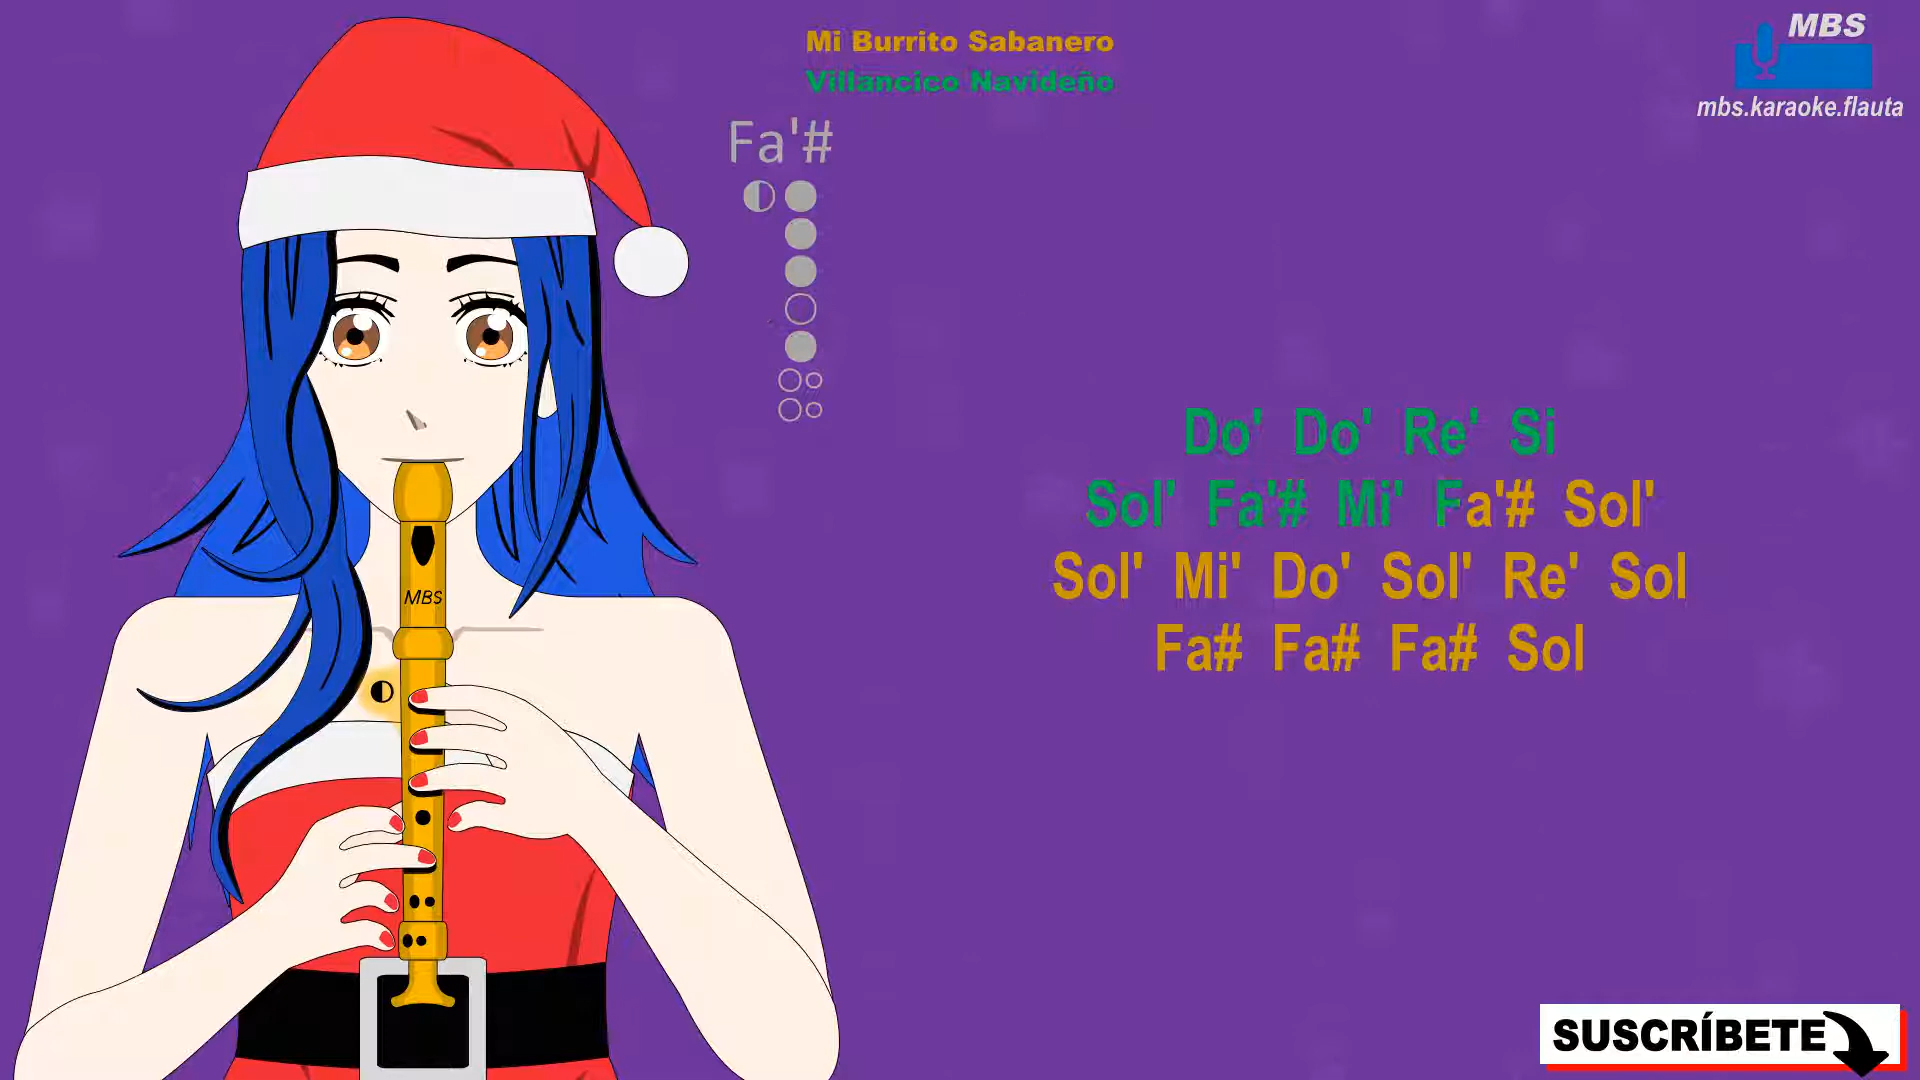 Mi Burrito Sabanero
Villancico Navideño
MBS
mbs.karaoke.flauta
Fa'#
Do' Do' Re' Si
Sol' Fa'# Mi' Fa'# Sol'
Sol' Mi' Do' Sol' Re' Sol
Fa# Fa# Fa# Sol
MBS
SUSCRÍBETE